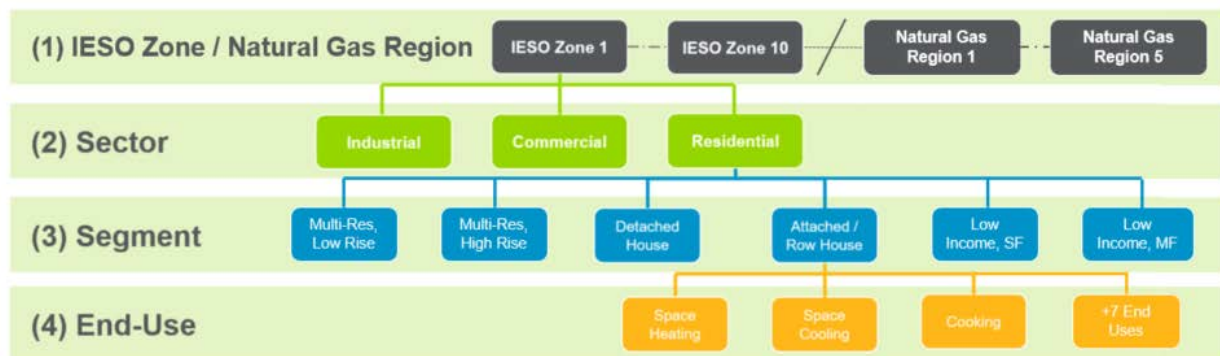 (1) IESO Zone / Natural Gas Region
IESO Zone 1
IESO Zone 10
Natural Gas
Region 1
Natural Gas
Region 5
(2) Sector
Industrial
Commercial
Residential
(3) Segment
Multi-Res,
Low Rise
Multi-Res,
High Rise
Detached
House
Attached /
Row House
Low
Income, SF
Low
Income, MF
(4) End-Use
Space
Heating
Space
Cooling
Cooking
+7 End
Uses